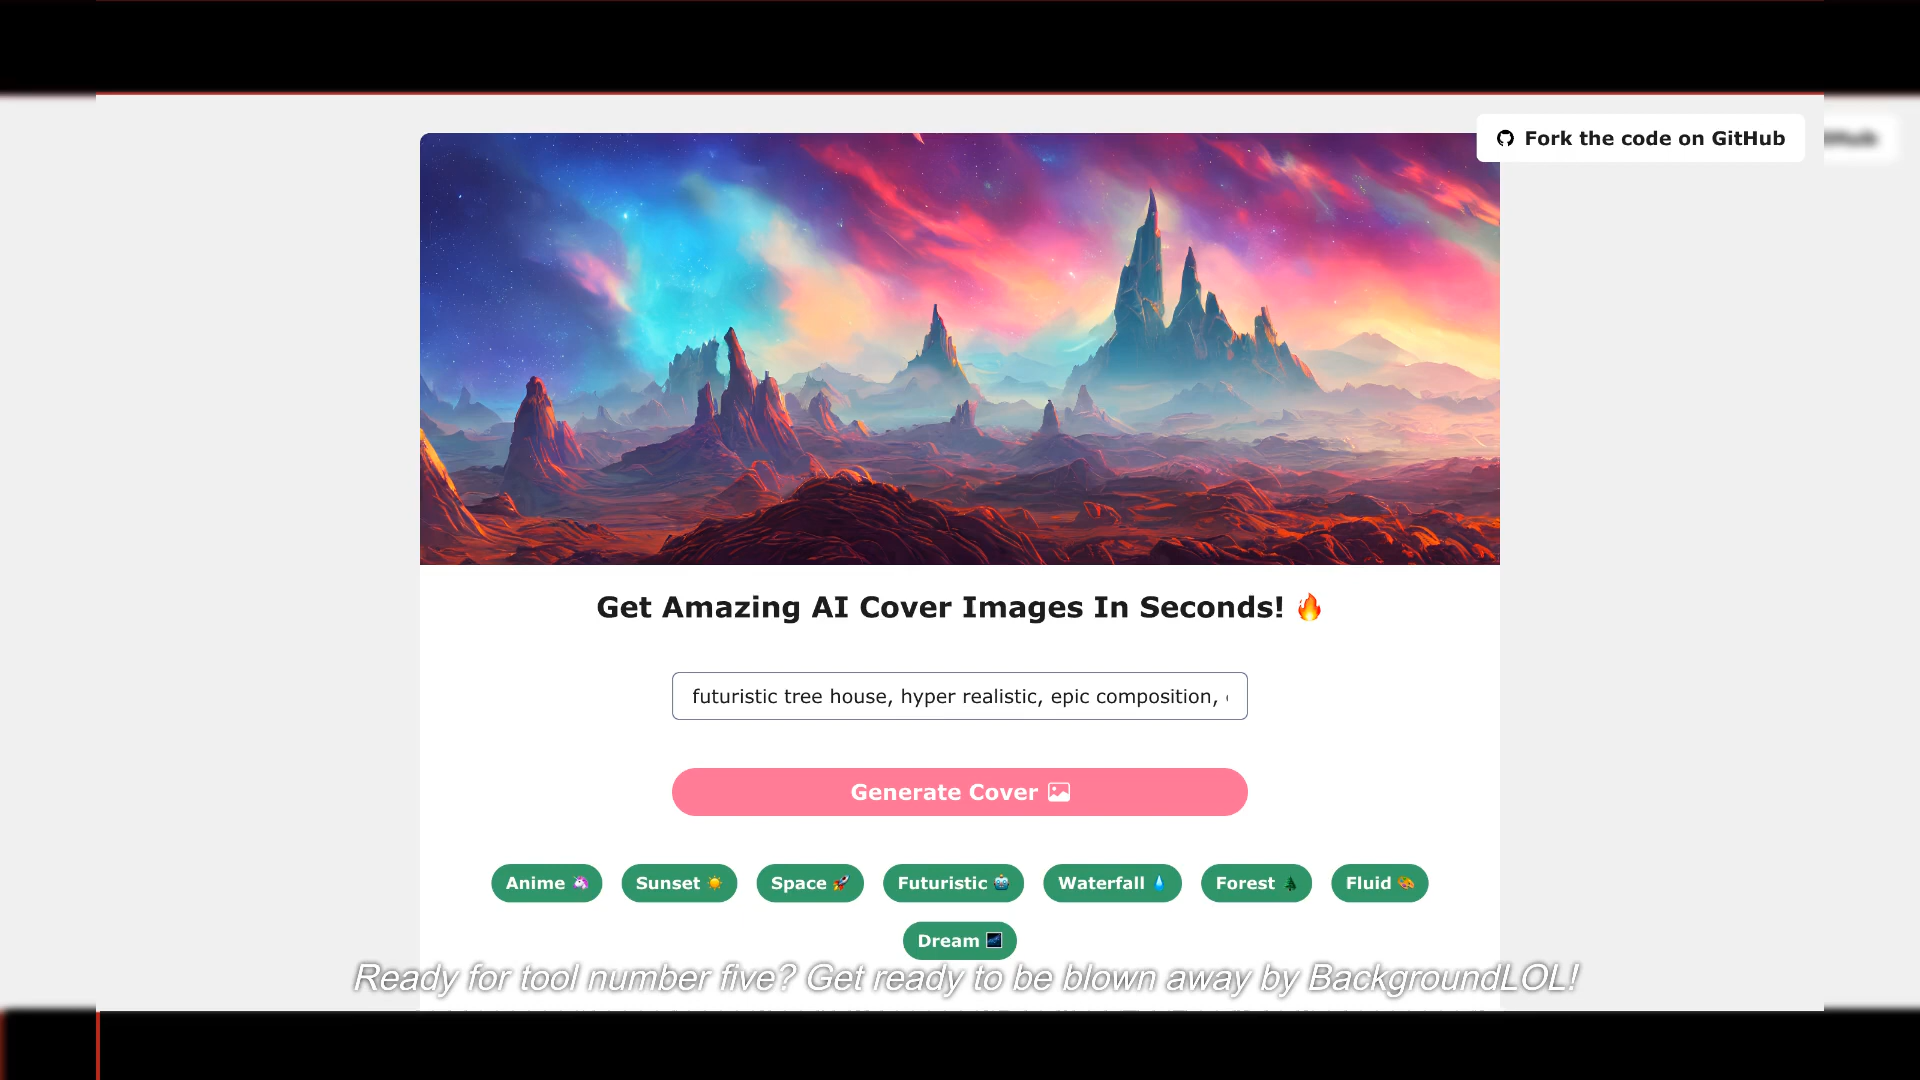 Fork the code on GitHub
Get Amazing AI Cover Images In Seconds! 🔥
futuristic tree house, hyper realistic, epic composition,
Generate Cover
Anime 🦄 Sunset ☀️ Space 🚀 Futuristic 🤖 Waterfall 💧 Forest 🌲 Fluid 🎨
Dream 🌌
Ready for tool number five? Get ready to be blown away by BackgroundLOL!